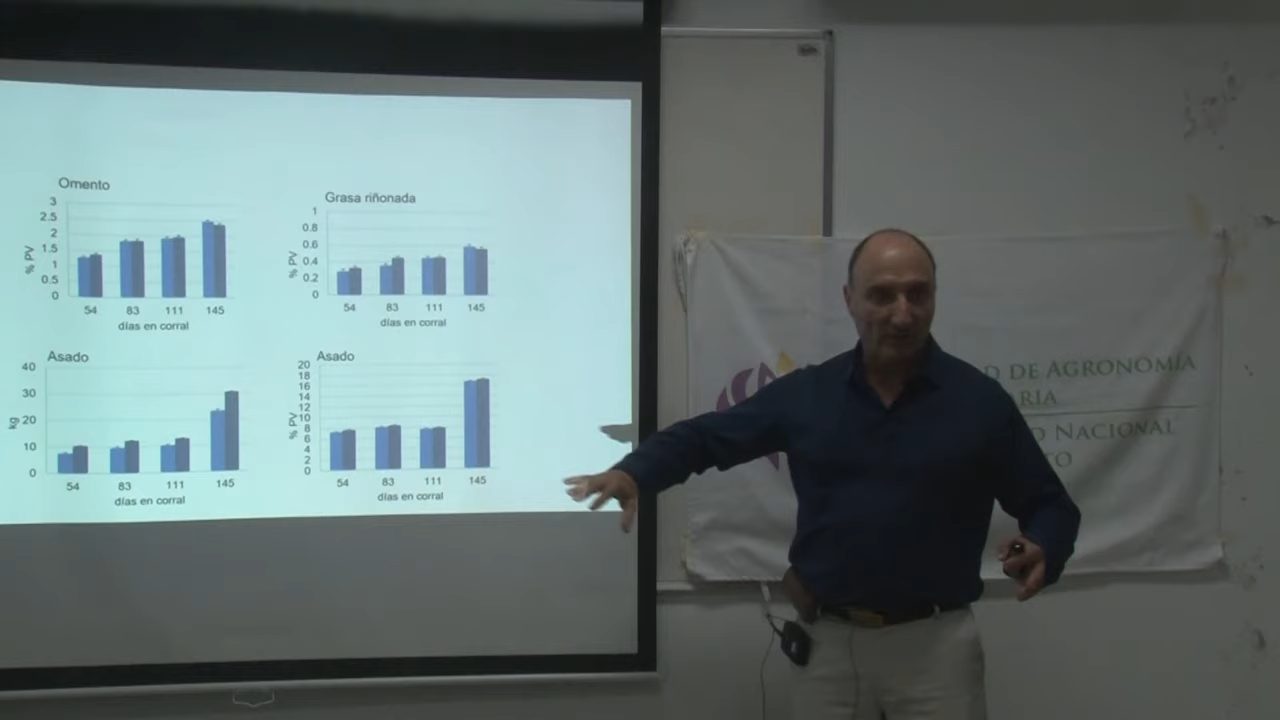 Omento
3
2.5
2
1.5
1
0.5
0
% PV
54 83 111 145
días en corral
Grasa riñonada
1
0.8
0.6
0.4
0.2
0
% PV
54 83 111 145
días en corral
Asado
40
30
20
10
0
kg
54 83 111 145
días en corral
Asado
20
18
16
14
12
10
8
6
4
2
0
% PV
54 83 111 145
días en corral
DE AGRONOMÍA
NACIONAL